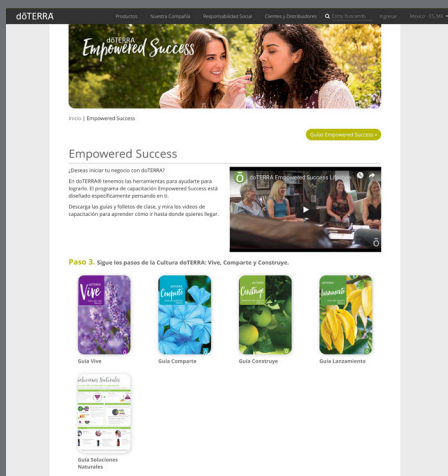 dōTERRA
Productos Nuestra Compañía Responsabilidad Social Clientes y Distribuidores Ingresar México - ES,MX
dōTERRA
Empowered Success
Inicio | Empowered Success
Guías Empowered Success »
Empowered Success
¿Deseas iniciar tu negocio con doTERRA?
En doTERRA® tenemos las herramientas para ayudarte para
lograrlo. El programa de capacitación Empowered Success está
diseñado específicamente pensando en ti.
Descarga las guías y folletos de clase, y mira los videos de
capacitación para aprender cómo ir hasta donde quieres llegar.
dōTERRA Empowered Success Lifestyle
Paso 3. Sigue los pasos de la Cultura doTERRA: Vive, Comparte y Construye.
Vive
Comparte
Construye
Lanzamiento
Guía Vive
Guía Comparte
Guía Construye
Guía Lanzamiento
Soluciones Naturales
Guía Soluciones
Naturales